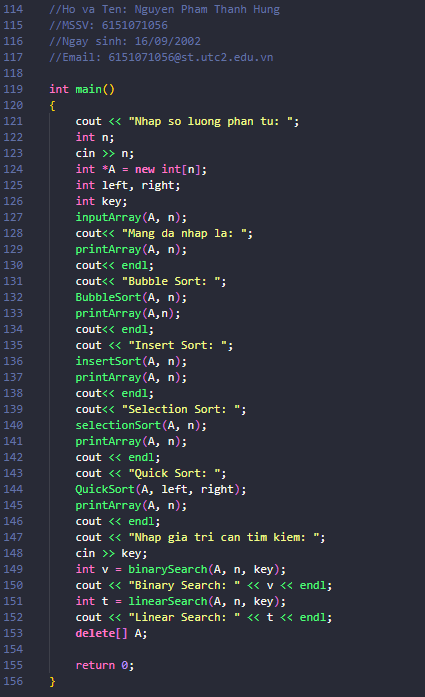 114 //Ho va Ten: Nguyen Pham Thanh Hung
115 //MSSV: 6151071056
116 //Ngay sinh: 16/09/2002
117 //Email: 6151071056@st.utc2.edu.vn
118
119 int main()
120 {
121 cout << "Nhap so luong phan tu: ";
122 int n;
123 cin >> n;
124 int *A = new int[n];
125 int left, right;
126 int key;
127 inputArray(A, n);
128 cout<< "Mang da nhap la: ";
129 printArray(A, n);
130 cout<< endl;
131 cout<< "Bubble Sort: ";
132 BubbleSort(A, n);
133 printArray(A,n);
134 cout<< endl;
135 cout << "Insert Sort: ";
136 insertSort(A, n);
137 printArray(A, n);
138 cout<< endl;
139 cout<< "Selection Sort: ";
140 selectionSort(A, n);
141 printArray(A, n);
142 cout << endl;
143 cout << "Quick Sort: ";
144 QuickSort(A, left, right);
145 printArray(A, n);
146 cout << endl;
147 cout << "Nhap gia tri can tim kiem: ";
148 cin >> key;
149 int v = binarySearch(A, n, key);
150 cout << "Binary Search: " << v << endl;
151 int t = linearSearch(A, n, key);
152 cout << "Linear Search: " << t << endl;
153 delete[] A;
154
155 return 0;
156 }